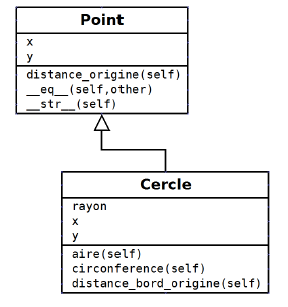 Point
x
y
distance_origine(self)
__eq__(self,other)
__str__(self)
Cercle
rayon
x
y
aire(self)
circonference(self)
distance_bord_origine(self)